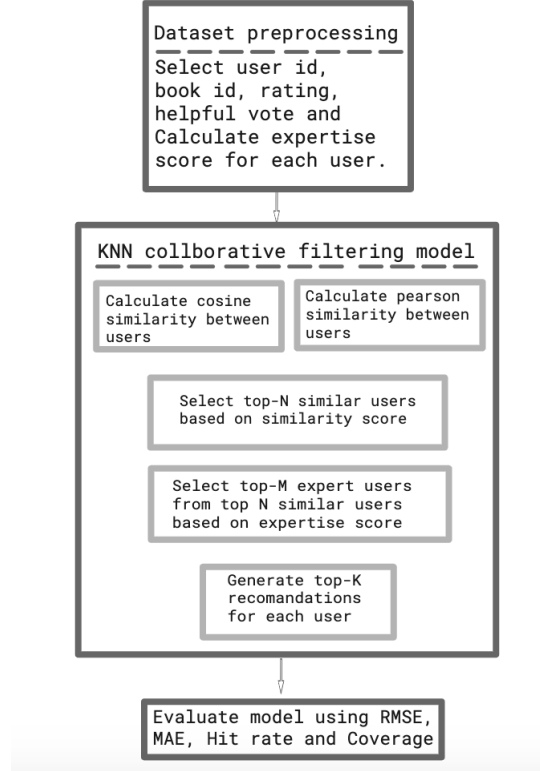 Dataset preprocessing
Select user id,
book id, rating,
helpful vote and
Calculate expertise
score for each user.
KNN collborative filtering model
Calculate cosine
similarity between
users
Calculate pearson
similarity between
users
Select top-N similar users
based on similarity score
Select top-M expert users
from top N similar users
based on expertise score
Generate top-K
recomandations
for each user
Evaluate model using RMSE,
MAE, Hit rate and Coverage